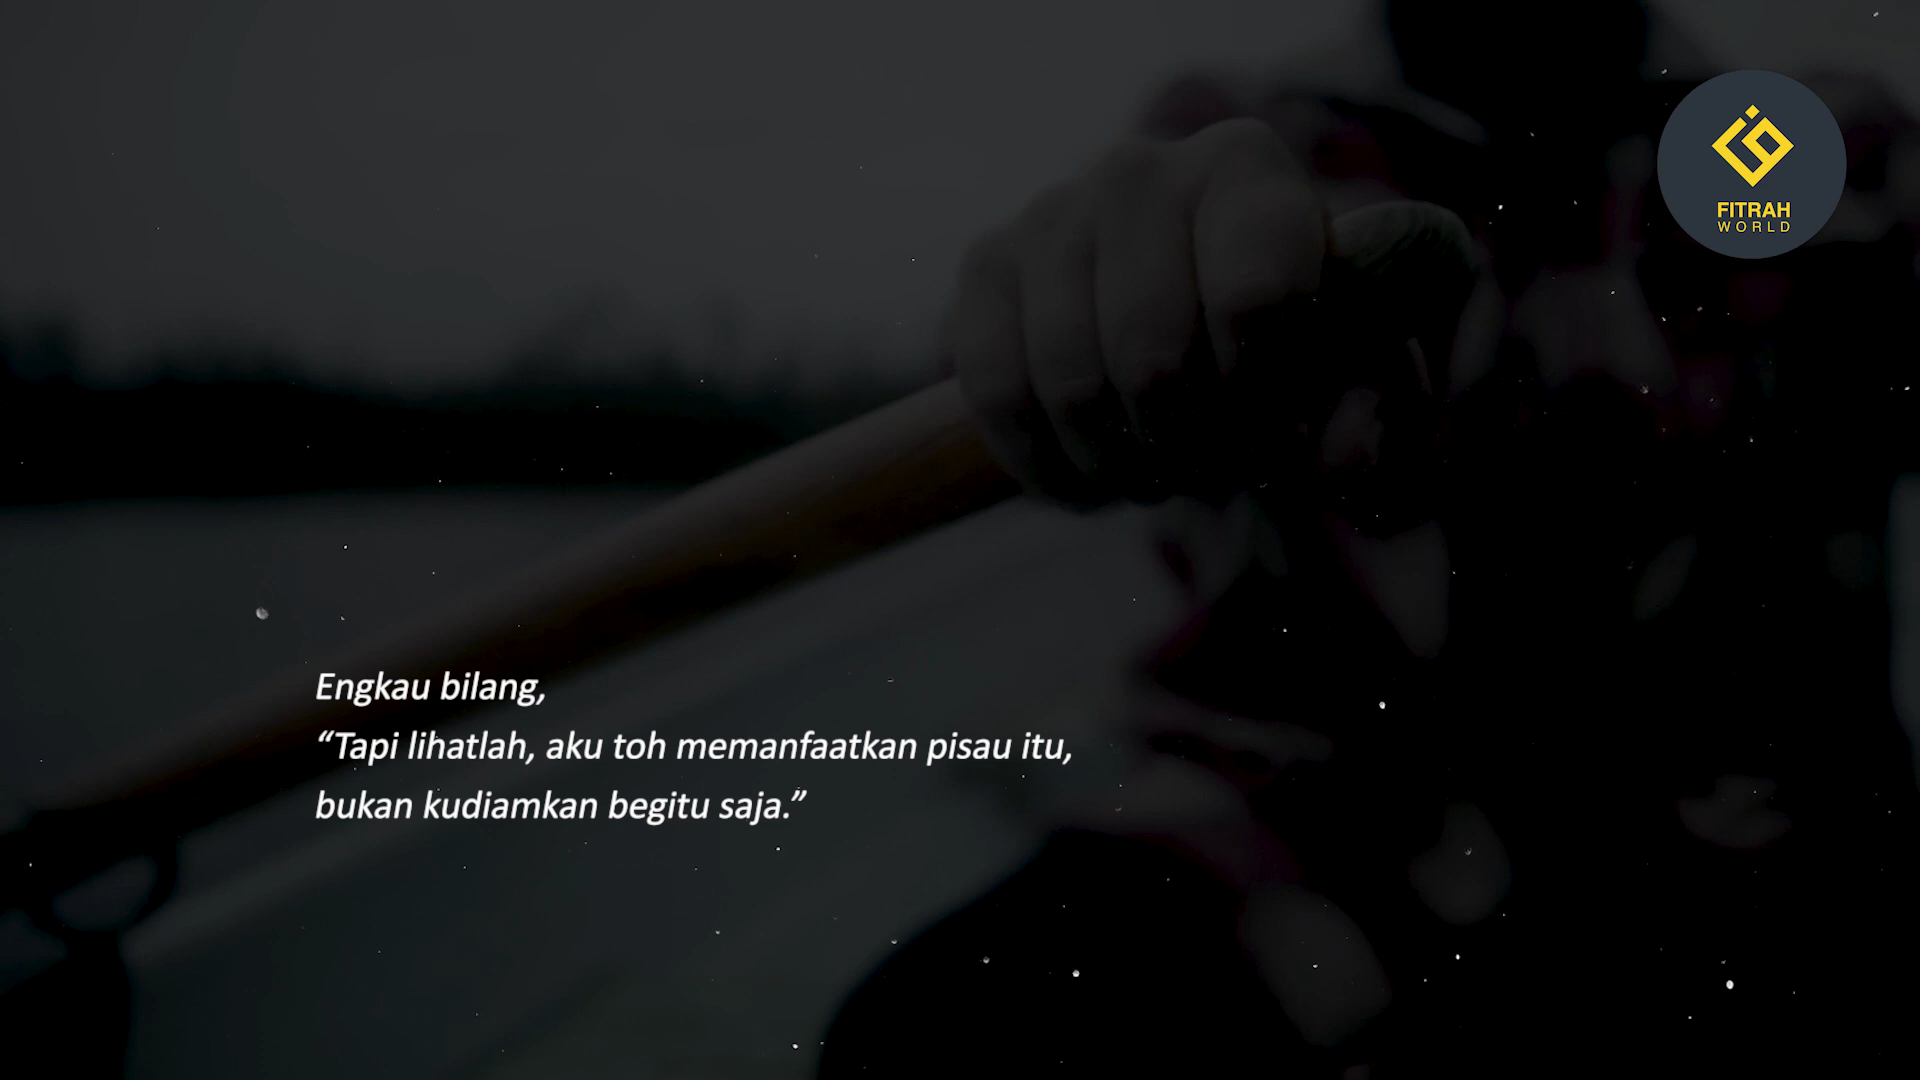 FITRAH
WORLD
Engkau bilang,
“Tapi lihatlah, aku toh memanfaatkan pisau itu,
bukan kudiamkan begitu saja.”